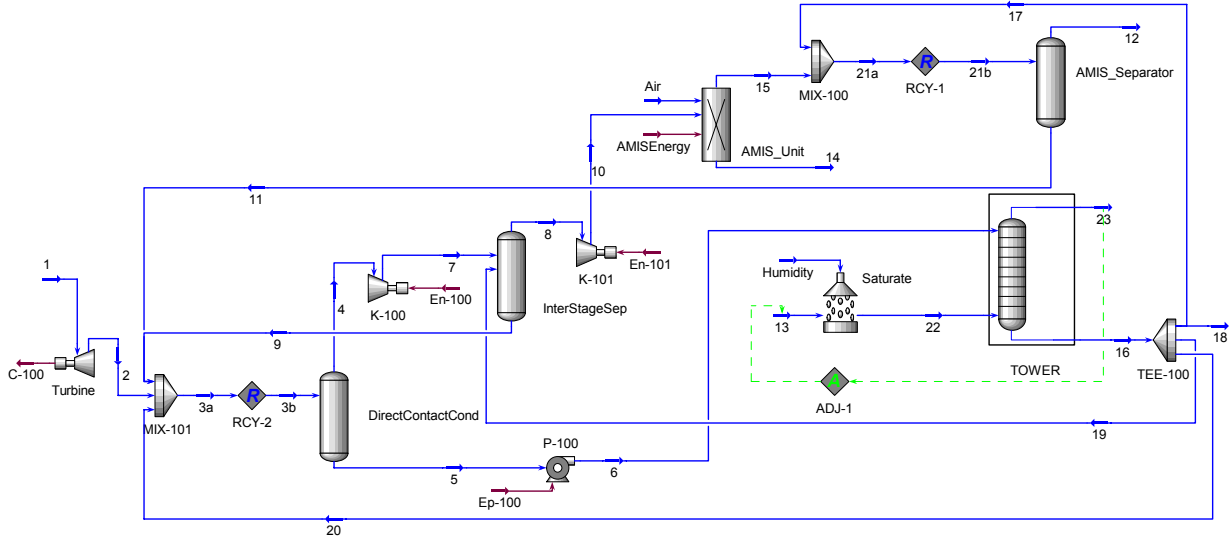 17
12
R
15
21a
21b
AMIS_Separator
MIX-100
RCY-1
Air
AMISEnergy
AMIS_Unit
10
14
11
23
8
Humidity
Saturate
1
7
K-101
En-101
4
K-100
En-100
InterStageSep
13
22
9
16
18
C-100
Turbine
2
TOWER
TEE-100
R
A
3a
3b
ADJ-1
MIX-101
RCY-2
DirectContactCond
19
P-100
5
6
Ep-100
20